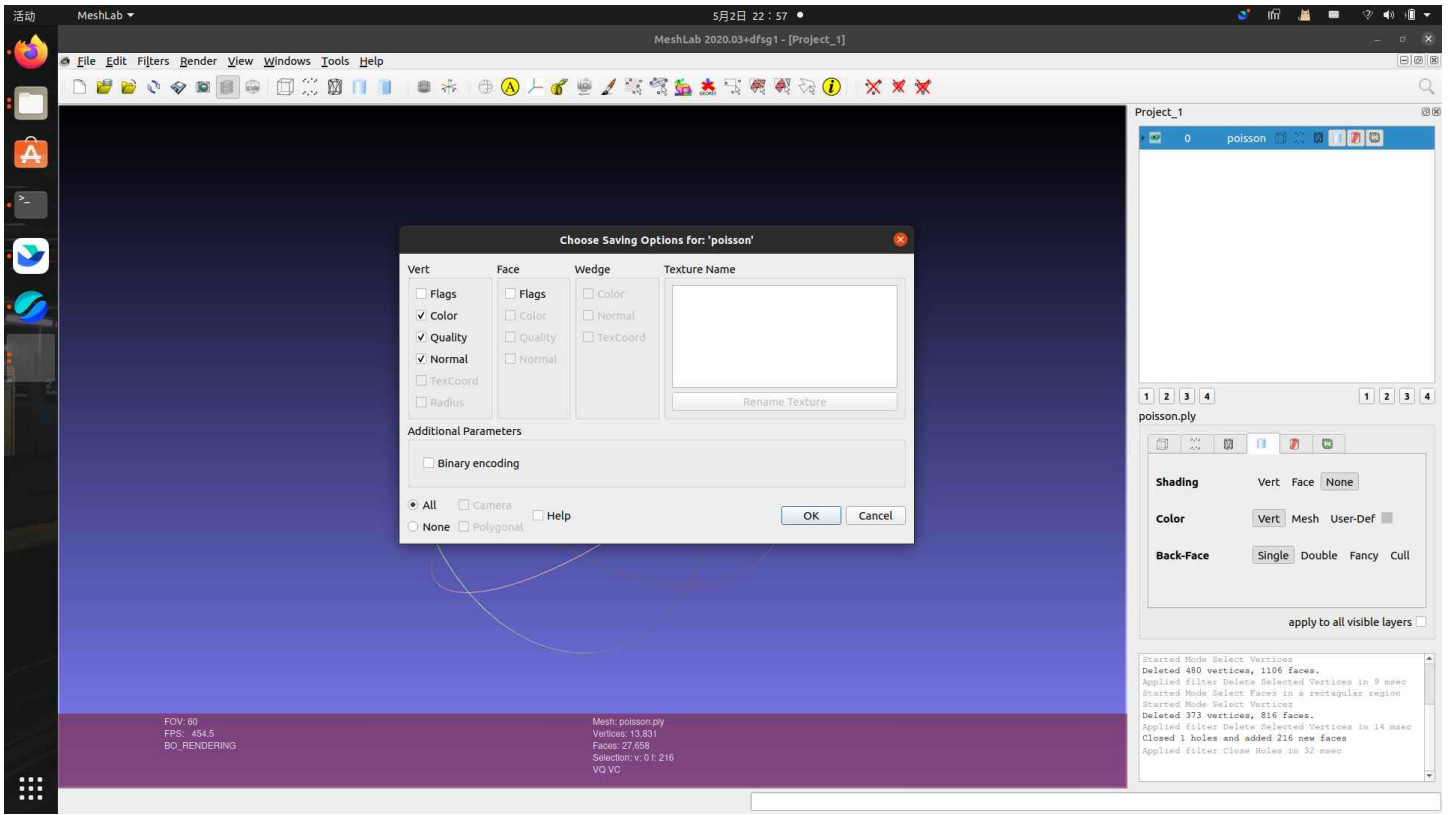 活动 MeshLab 5月2日 22：57
MeshLab 2020.03+dfsg1 - [Project_1]
File Edit Filters Render View Windows Tools Help
Project_1
0 poisson
Choose Saving Options for: 'poisson'
Vert Face Wedge Texture Name
Flags Flags Color
Color Color Normal
Quality Quality TexCoord
Normal Normal
TexCoord
Radius Rename Texture
Additional Parameters
Binary encoding
All Camera Help OK Cancel
None Polygonal
1 2 3 4 1 2 3 4
poisson.ply
Shading Vert Face None
Color Vert Mesh User-Def
Back-Face Single Double Fancy Cull
apply to all visible layers
Started Mode Select Vertices
Deleted 480 vertices, 1106 faces.
Applied filter Delete Selected Vertices in 9 msec
Started Mode Select Faces in a rectagular region
Started Mode Select Vertices
Deleted 373 vertices, 816 faces.
Applied filter Delete Selected Vertices in 14 msec
Closed 1 holes and added 216 new faces
Applied filter Close Holes in 32 msec
FOV: 60
FPS: 454.5
BO_RENDERING
Mesh: poisson.ply
Vertices: 13,831
Faces: 27,658
Selection: v: 0 f: 216
VQ VC